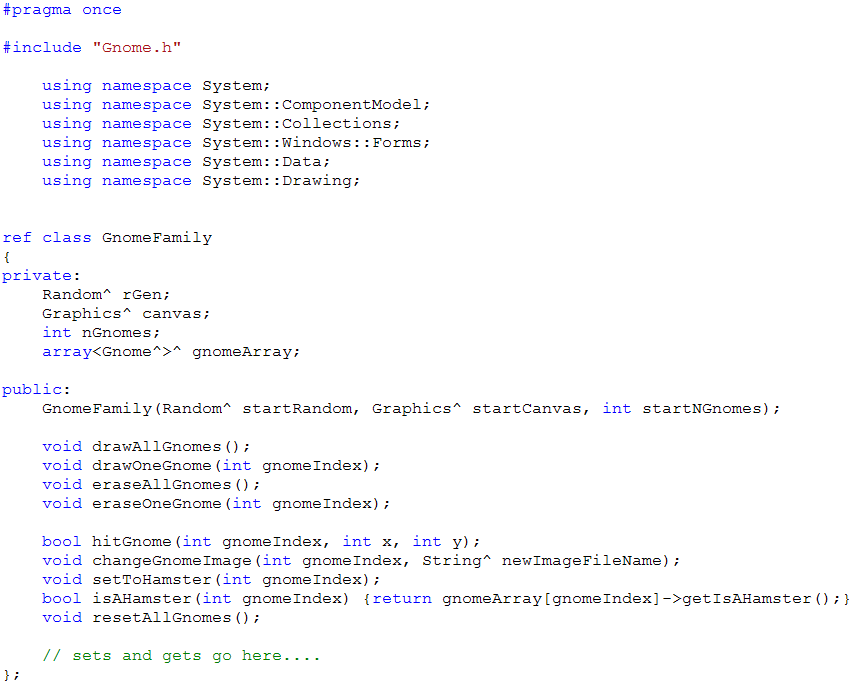 #pragma once
#include "Gnome.h"
using namespace System;
using namespace System::ComponentModel;
using namespace System::Collections;
using namespace System::Windows::Forms;
using namespace System::Data;
using namespace System::Drawing;
ref class GnomeFamily
{
private:
Random^ rGen;
Graphics^ canvas;
int nGnomes;
array<Gnome^>^ gnomeArray;
public:
GnomeFamily(Random^ startRandom, Graphics^ startCanvas, int startNGnomes);
void drawAllGnomes();
void drawOneGnome(int gnomeIndex);
void eraseAllGnomes();
void eraseOneGnome(int gnomeIndex);
bool hitGnome(int gnomeIndex, int x, int y);
void changeGnomeImage(int gnomeIndex, String^ newImageFileName);
void setToHamster(int gnomeIndex);
bool isAHamster(int gnomeIndex) {return gnomeArray[gnomeIndex]->getIsAHamster();}
void resetAllGnomes();
// sets and gets go here....
};